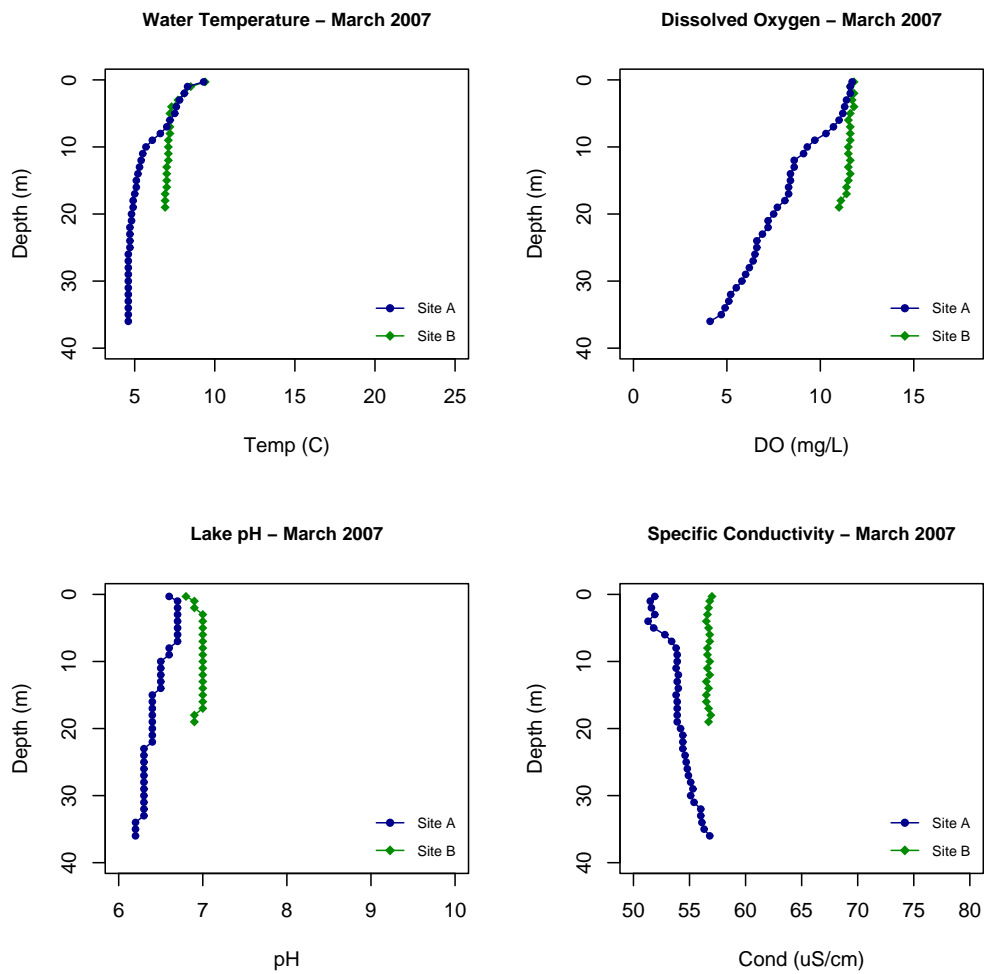 Water Temperature – March 2007
0
10
20
30
40
Depth (m)
Site A
Site B
5 10 15 20 25
Temp (C)
Dissolved Oxygen – March 2007
0
10
20
30
40
Depth (m)
Site A
Site B
0 5 10 15
DO (mg/L)
Lake pH – March 2007
0
10
20
30
40
Depth (m)
Site A
Site B
6 7 8 9 10
pH
Specific Conductivity – March 2007
0
10
20
30
40
Depth (m)
Site A
Site B
50 55 60 65 70 75 80
Cond (uS/cm)